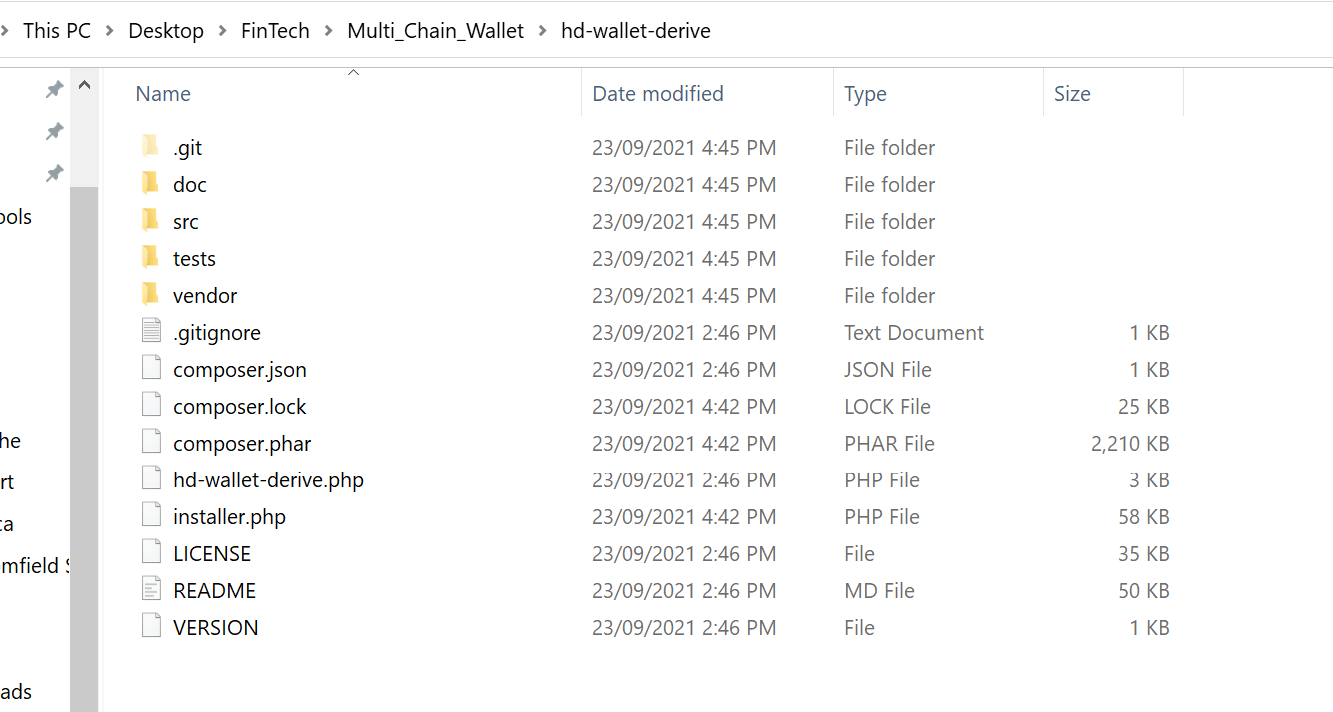 This PC > Desktop > FinTech > Multi_Chain_Wallet > hd-wallet-derive
Name Date modified Type Size
.git 23/09/2021 4:45 PM File folder
doc 23/09/2021 4:45 PM File folder
ools
src 23/09/2021 4:45 PM File folder
tests 23/09/2021 4:45 PM File folder
vendor 23/09/2021 4:45 PM File folder
.gitignore 23/09/2021 2:46 PM Text Document 1 KB
composer.json 23/09/2021 2:46 PM JSON File 1 KB
composer.lock 23/09/2021 4:42 PM LOCK File 25 KB
he
composer.phar 23/09/2021 4:42 PM PHAR File 2,210 KB
rt
hd-wallet-derive.php 23/09/2021 2:46 PM PHP File 3 KB
ca
installer.php 23/09/2021 4:42 PM PHP File 58 KB
LICENSE 23/09/2021 2:46 PM File 35 KB
omfield S
README 23/09/2021 2:46 PM MD File 50 KB
VERSION 23/09/2021 2:46 PM File 1 KB
ads